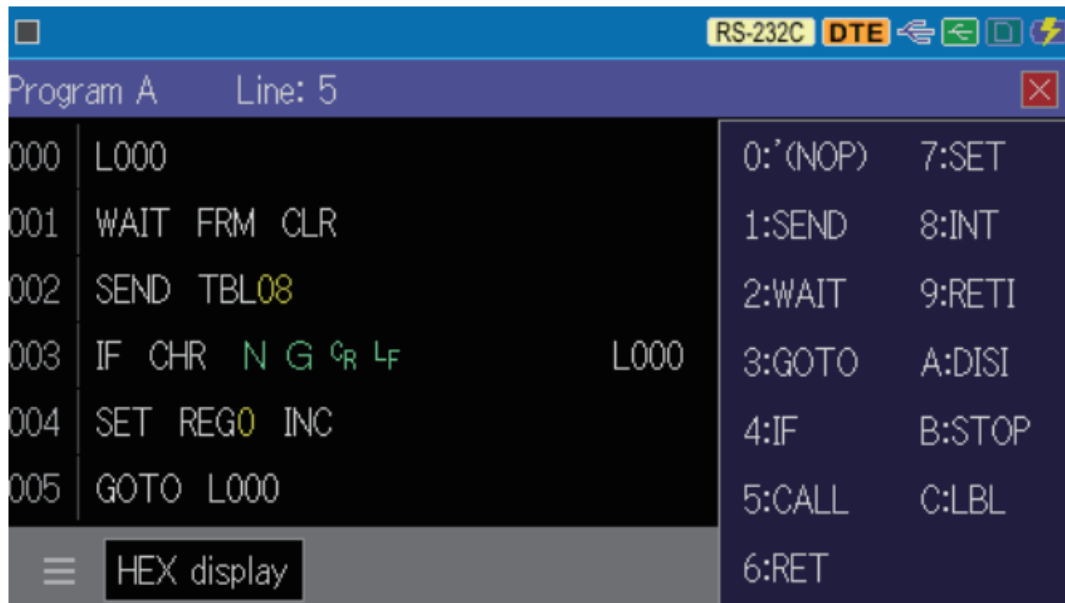 RS-232C DTE
Program A Line: 5
000 L000
001 WAIT FRM CLR
002 SEND TBL08
003 IF CHR N G CR LF L000
004 SET REG0 INC
005 GOTO L000
HEX display
0:'(NOP) 7:SET
1:SEND 8:INT
2:WAIT 9:RETI
3:GOTO A:DISI
4:IF B:STOP
5:CALL C:LBL
6:RET